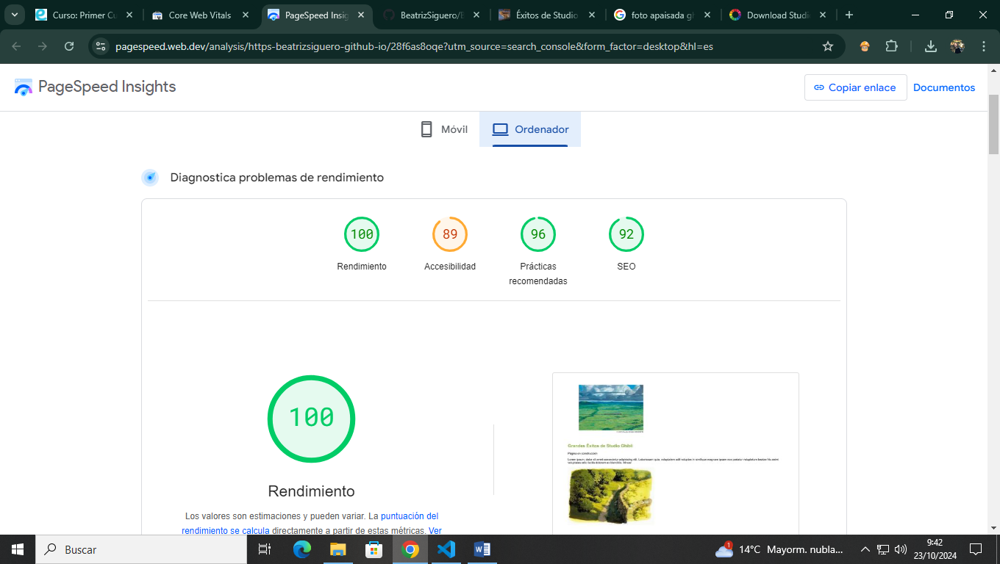 Curso: Primer Cu
Core Web Vitals
PageSpeed Insig
BeatrizSiguero/B
Éxitos de Studio
foto apaisada gh
Download Studi
pagespeed.web.dev/analysis/https-beatrizsiguero-github-io/28f6as8oqe?utm_source=search_console&form_factor=desktop&hl=es
PageSpeed Insights
Copiar enlace
Documentos
Móvil
Ordenador
Diagnostica problemas de rendimiento
100
89
96
92
Rendimiento
Accesibilidad
Prácticas
recomendadas
SEO
100
Rendimiento
Los valores son estimaciones y pueden variar. La puntuación del
rendimiento se calcula directamente a partir de estas métricas. Ver
Grandes Éxitos de Studio Ghibli
Página en construcción
Buscar
1
14°C Mayorm. nubla...
9:42
23/10/2024